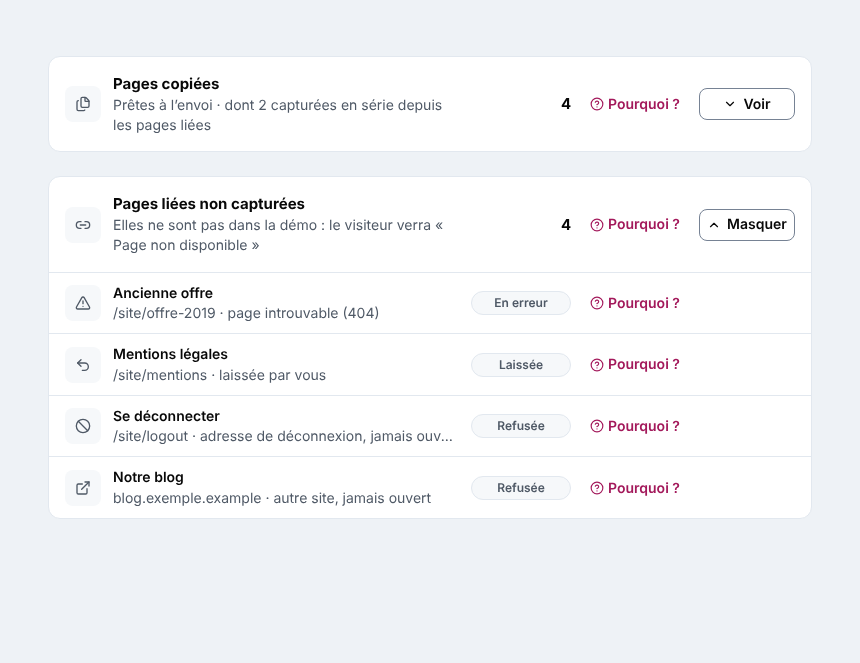 Pages copiées
Prêtes à l’envoi · dont 2 capturées en série depuis
les pages liées
4
Pourquoi ?
Voir
Pages liées non capturées
Elles ne sont pas dans la démo : le visiteur verra «
Page non disponible »
4
Pourquoi ?
Masquer
Ancienne offre
/site/offre-2019 · page introuvable (404)
En erreur
Pourquoi ?
Mentions légales
/site/mentions · laissée par vous
Laissée
Pourquoi ?
Se déconnecter
/site/logout · adresse de déconnexion, jamais ouv…
Refusée
Pourquoi ?
Notre blog
blog.exemple.example · autre site, jamais ouvert
Refusée
Pourquoi ?